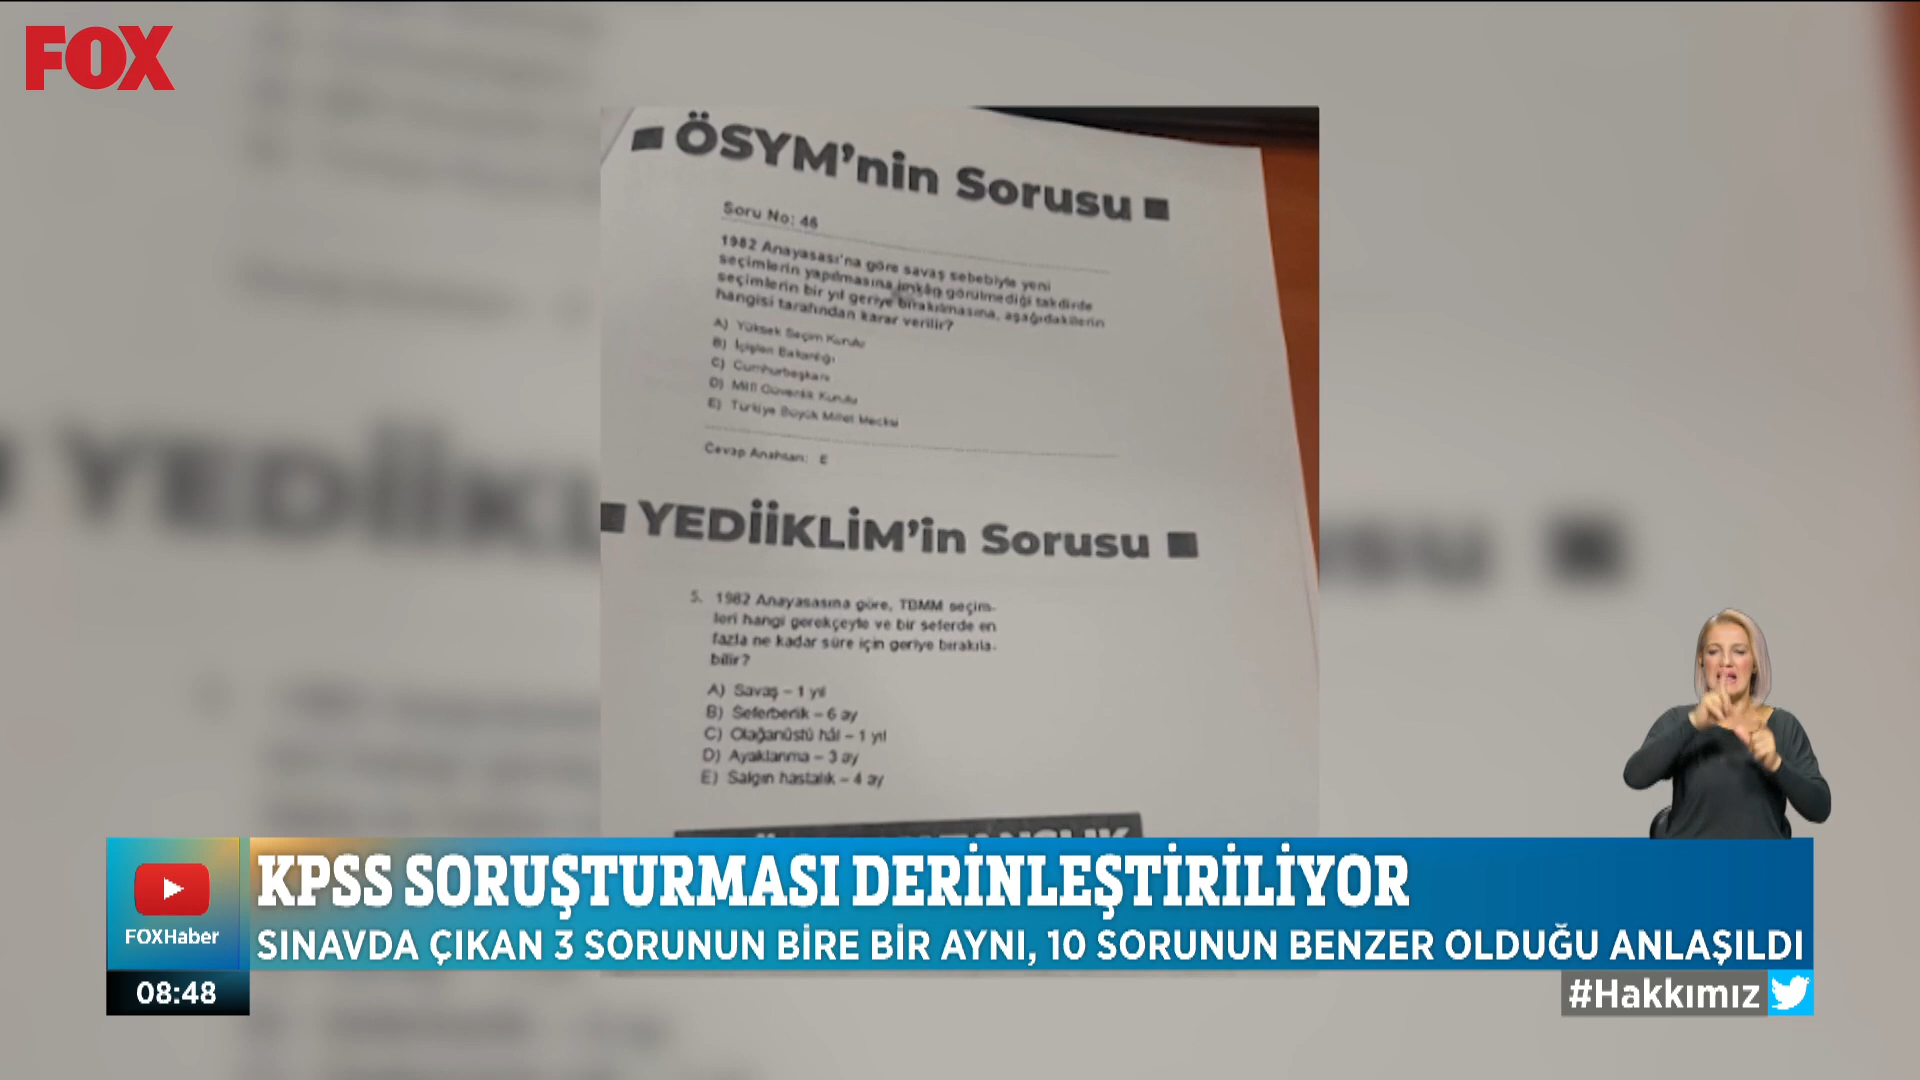 FOX
ÖSYM'nin Sorusu
Soru No: 46
1982 Anayasası'na göre savaş sebebiyle yeni
seçimlerin yapılmasına imkân görülmediği takdirde
seçimlerin bir yıl geriye bırakılmasına, aşağıdakilerin
hangisi tarafından karar verilir?
A) Yüksek Seçim Kurulu
B) İçişleri Bakanlığı
C) Cumhurbaşkanı
D) Millî Güvenlik Kurulu
E) Türkiye Büyük Millet Meclisi
Cevap Anahtarı: E
YEDİİKLİM'in Sorusu
5. 1982 Anayasasına göre, TBMM seçim-
leri hangi gerekçeyle ve bir seferde en
fazla ne kadar süre için geriye bırakıla-
bilir?
A) Savaş – 1 yıl
B) Seferberlik – 6 ay
C) Olağanüstü hâl – 1 yıl
D) Ayaklanma – 3 ay
E) Salgın hastalık – 4 ay
KPSS SORUŞTURMASI DERİNLEŞTİRİLİYOR
FOXHaber
SINAVDA ÇIKAN 3 SORUNUN BİRE BİR AYNI, 10 SORUNUN BENZER OLDUĞU ANLAŞILDI
08:48
#Hakkımız